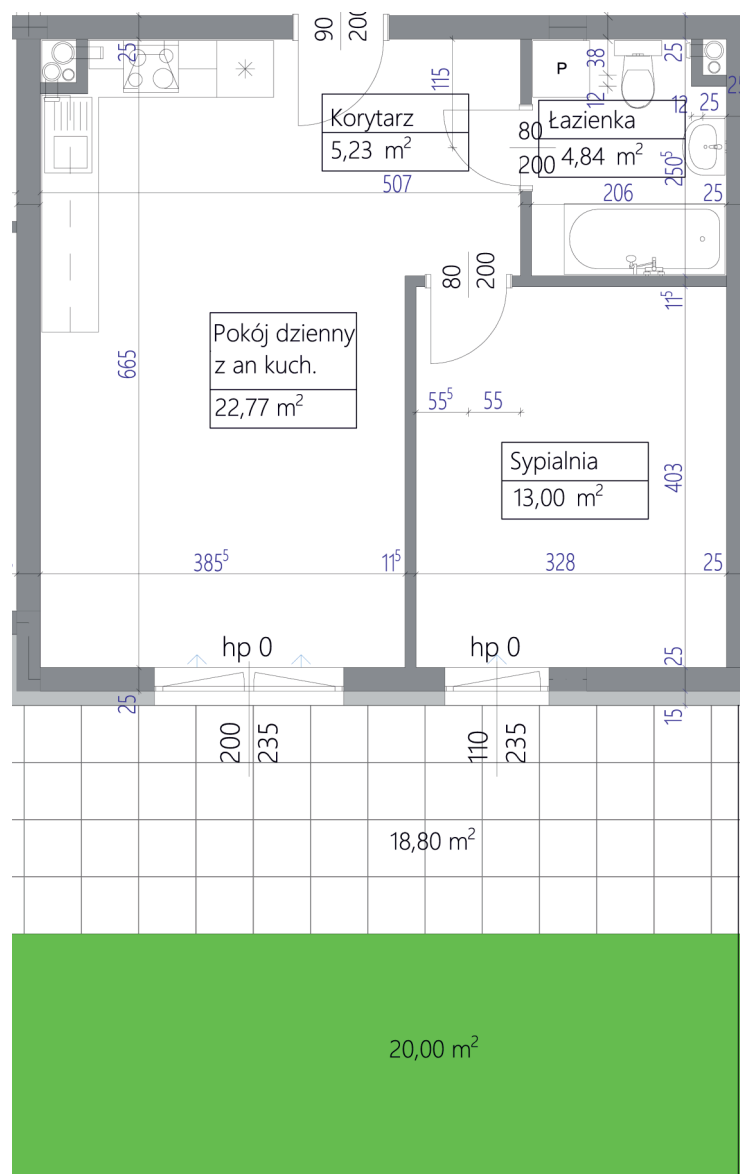 90
200
25
115
38
12
25
P
12
25
Korytarz
5,23 m²
80
200
Łazienka
4,84 m²
250⁵
507
206
25
80
200
11⁵
Pokój dzienny
z an kuch.
22,77 m²
665
55⁵
55
Sypialnia
13,00 m²
403
385⁵
11⁵
328
25
hp 0
hp 0
25
25
15
200
235
110
235
18,80 m²
20,00 m²